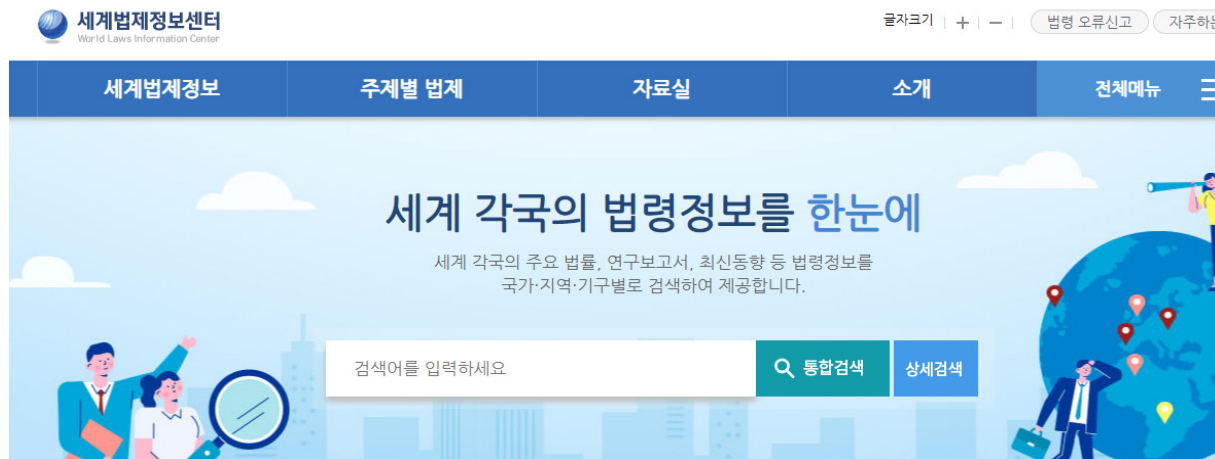 세계법제정보센터
World Laws Information Center
글자크기 + −
법령 오류신고
세계법제정보
주제별 법제
자료실
소개
전체메뉴
세계 각국의 법령정보를 한눈에
세계 각국의 주요 법률, 연구보고서, 최신동향 등 법령정보를
국가·지역·기구별로 검색하여 제공합니다.
검색어를 입력하세요
통합검색
상세검색